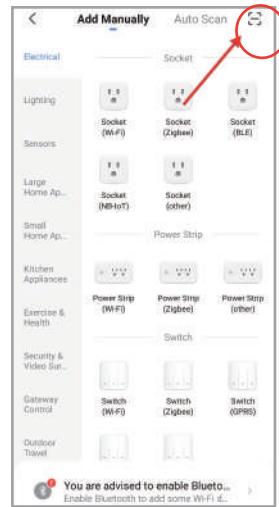 Add Manually Auto Scan
Electrical
Socket
Lighting
Socket
(Wi-Fi)
Socket
(Zigbee)
Socket
(BLE)
Sensors
Large
Home Ap...
Socket
(NB-IoT)
Socket
(other)
Small
Home Ap...
Power Strip
Kitchen
Appliances
Power Strip
(Wi-Fi)
Power Strip
(Zigbee)
Power Strip
(other)
Exercise &
Health
Switch
Security &
Video Sur...
Gateway
Control
Switch
(Wi-Fi)
Switch
(Zigbee)
Switch
(GPRS)
Outdoor
Travel
You are advised to enable Blueto...
Enable Bluetooth to add some Wi-Fi d...